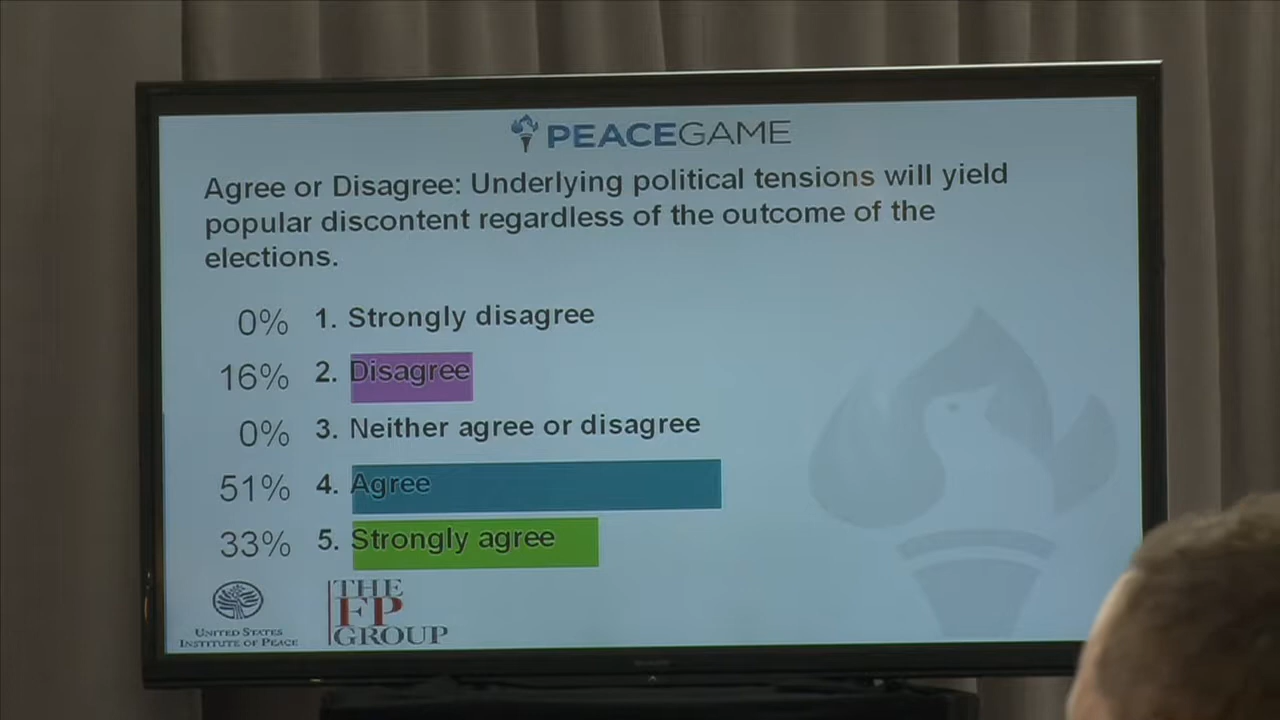 PEACEGAME
Agree or Disagree: Underlying political tensions will yield
popular discontent regardless of the outcome of the
elections.
0% 1. Strongly disagree
16% 2. Disagree
0% 3. Neither agree or disagree
51% 4. Agree
33% 5. Strongly agree
UNITED STATES
INSTITUTE OF PEACE
THE
FP
GROUP